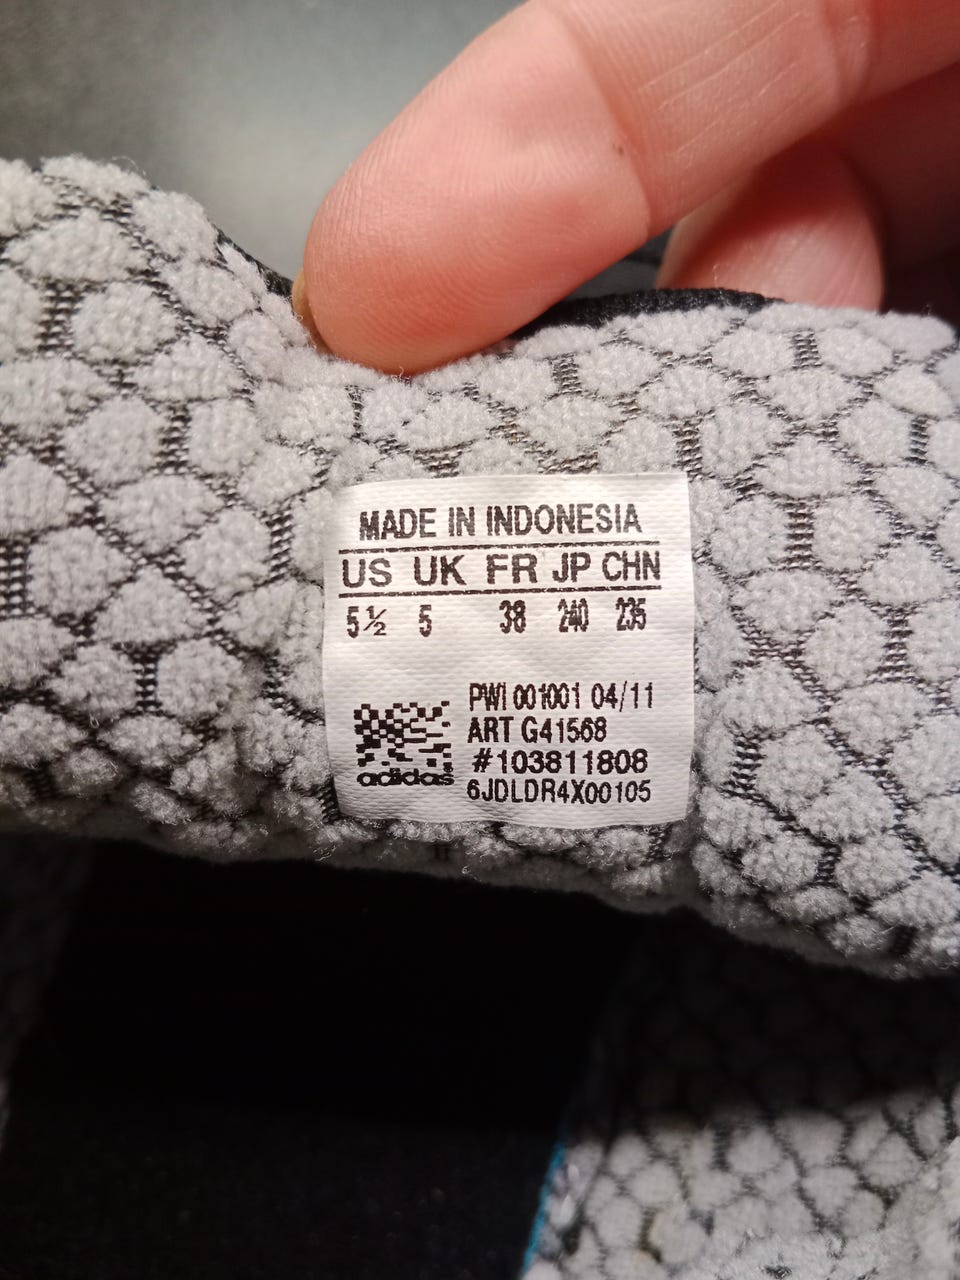 MADE IN INDONESIA
US UK FR JP CHN
5½ 5 38 240 235
PWI 001001 04/11
ART G41568
#103811808
adidas
6JDLDR4X00105